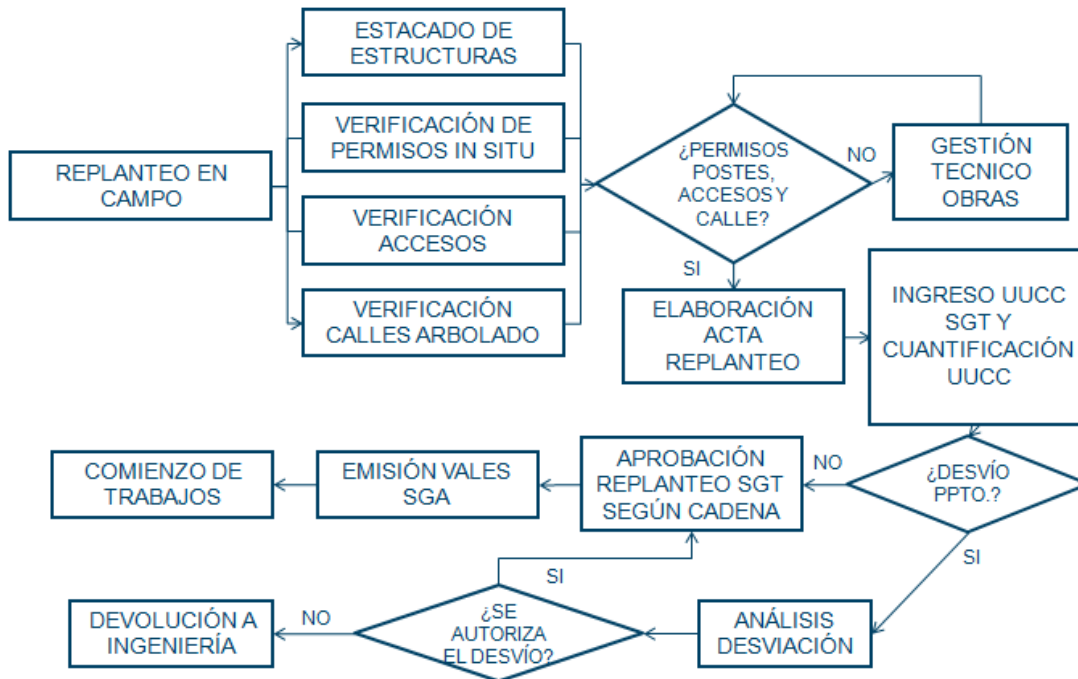 ESTACADO DE
ESTRUCTURAS
VERIFICACIÓN DE
PERMISOS IN SITU
REPLANTEO EN
CAMPO
VERIFICACIÓN
ACCESOS
VERIFICACIÓN
CALLES ARBOLADO
¿PERMISOS
POSTES,
ACCESOS Y
CALLE?
NO
GESTIÓN
TECNICO
OBRAS
SI
ELABORACIÓN
ACTA
REPLANTEO
INGRESO UUCC
SGT Y
CUANTIFICACIÓN
UUCC
¿DESVÍO
PPTO.?
NO
APROBACIÓN
REPLANTEO SGT
SEGÚN CADENA
EMISIÓN VALES
SGA
COMIENZO DE
TRABAJOS
SI
ANÁLISIS
DESVIACIÓN
¿SE
AUTORIZA
EL DESVÍO?
SI
NO
DEVOLUCIÓN A
INGENIERÍA